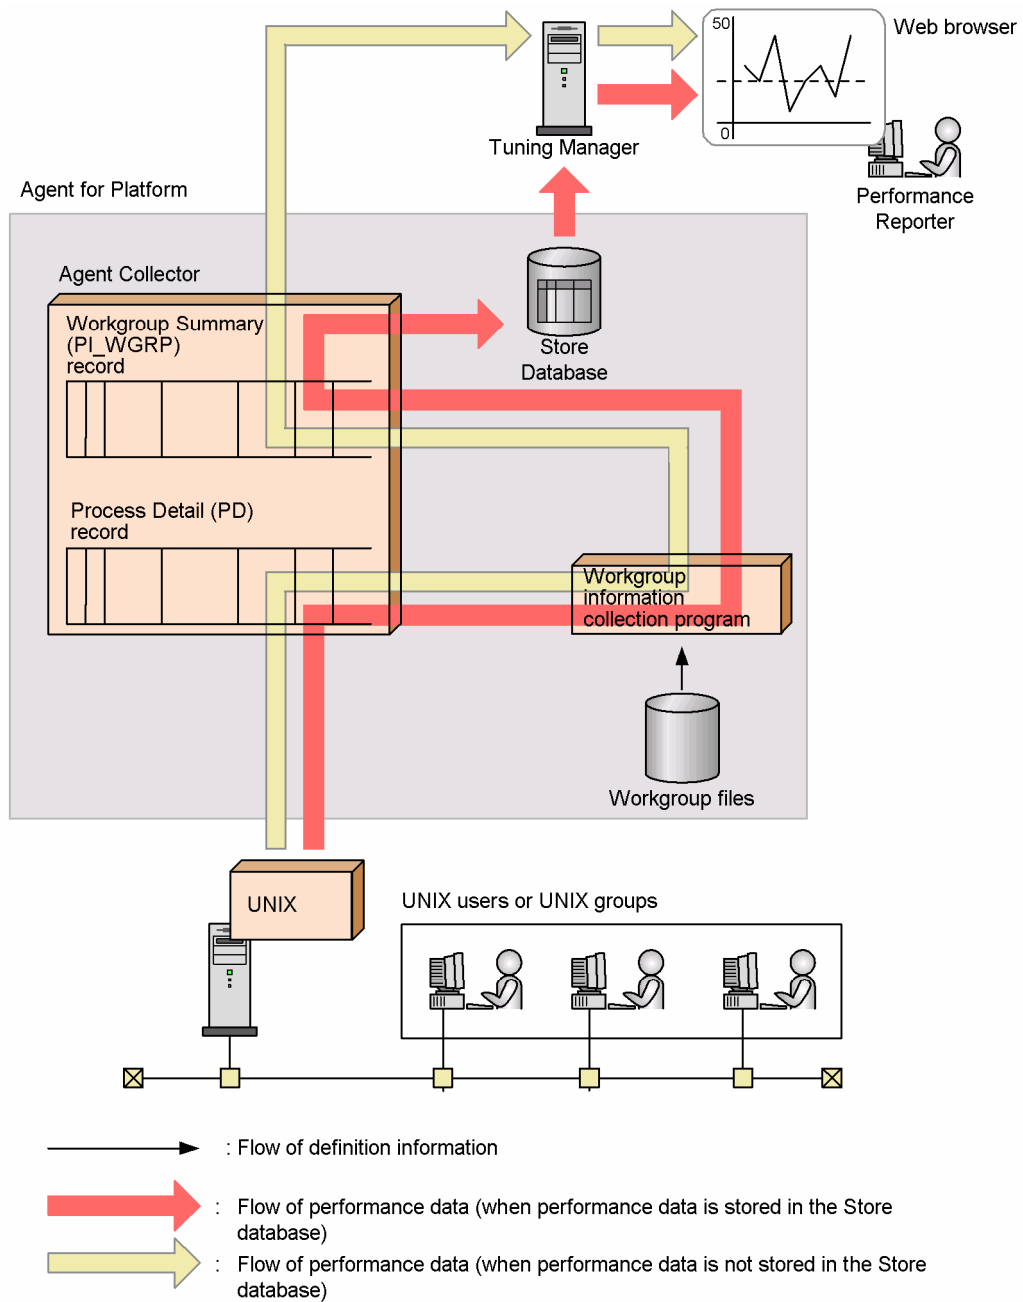 50
Web browser
0
Tuning Manager
Agent for Platform
Performance
Reporter
Agent Collector
Workgroup Summary
(PI_WGRP)
record
Store
Database
Process Detail (PD)
record
Workgroup
information
collection program
Workgroup files
UNIX
UNIX users or UNIX groups
: Flow of definition information
: Flow of performance data (when performance data is stored in the Store
database)
: Flow of performance data (when performance data is not stored in the Store
database)